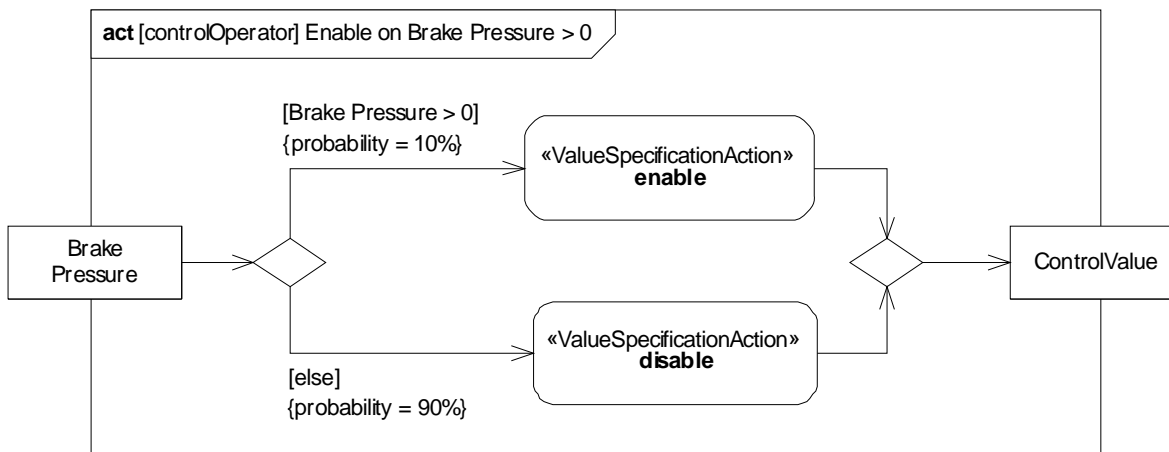 act [controlOperator] Enable on Brake Pressure > 0
[Brake Pressure > 0]
{probability = 10%}
«ValueSpecificationAction»
enable
Brake
Pressure
ControlValue
«ValueSpecificationAction»
disable
[else]
{probability = 90%}